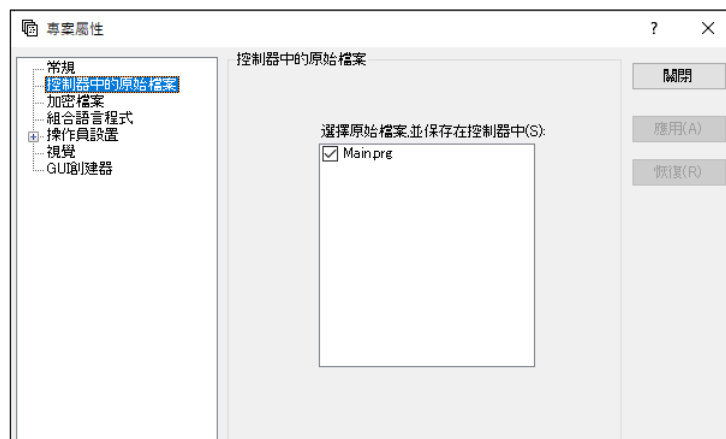 專案屬性
?
常規
控制器中的原始檔案
加密檔案
組合語言程式
操作員設置
視覺
GUI創建器
控制器中的原始檔案
選擇原始檔案,並保存在控制器中(S):
Main.prg
關閉
應用(A)
恢復(R)